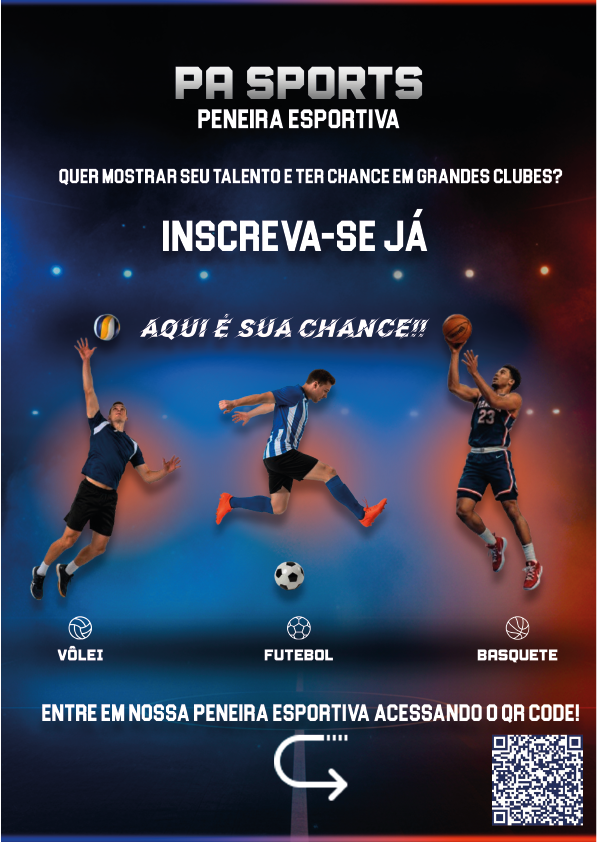 PA SPORTS
PENEIRA ESPORTIVA
QUER MOSTRAR SEU TALENTO E TER CHANCE EM GRANDES CLUBES?
INSCREVA-SE JÁ
AQUI É SUA CHANCE!!
23
VÔLEI
FUTEBOL
BASQUETE
ENTRE EM NOSSA PENEIRA ESPORTIVA ACESSANDO O QR CODE!